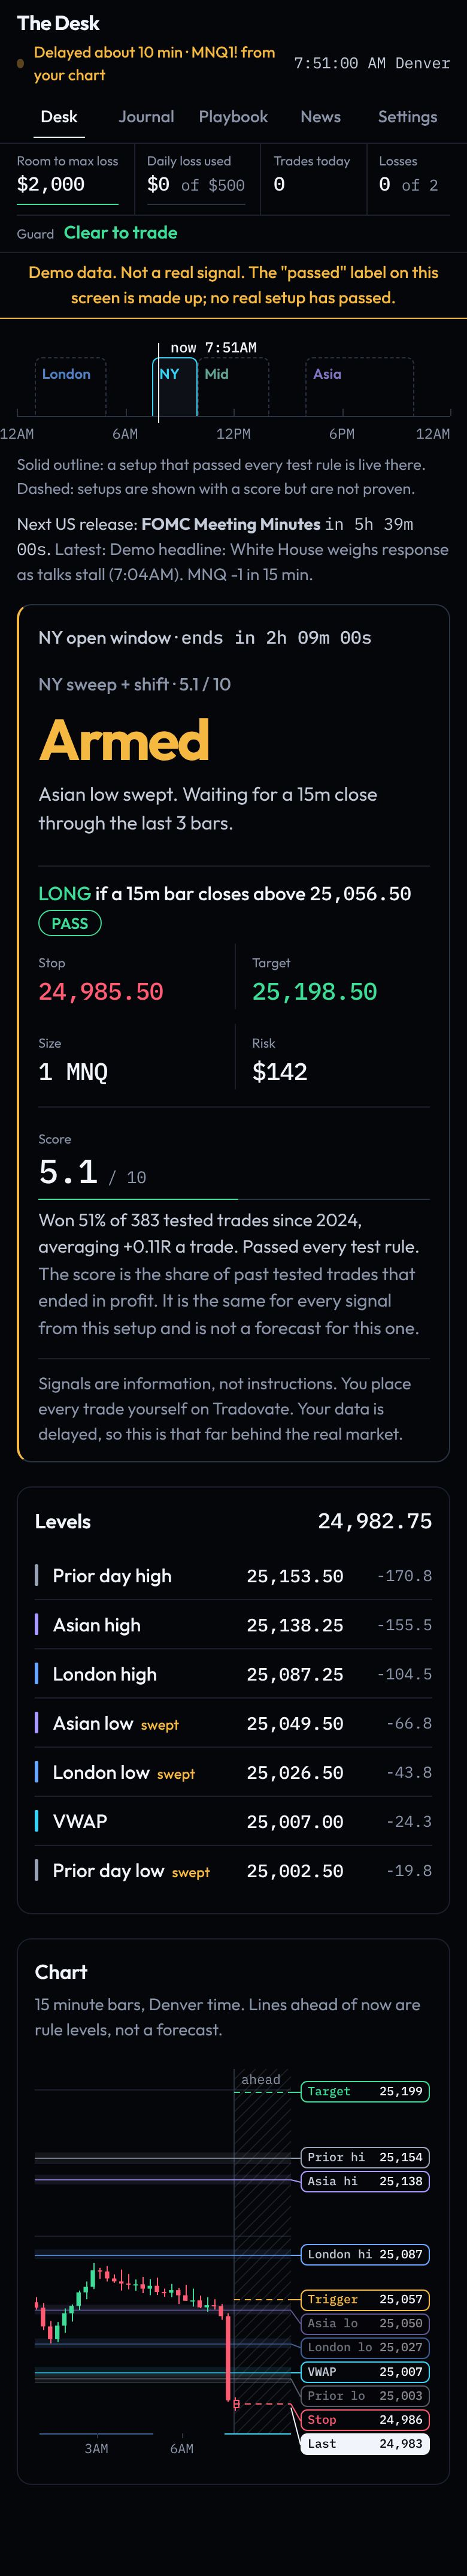 The Desk
Delayed about 10 min · MNQ1! from
your chart
7:51:00 AM Denver
Desk
Journal
Playbook
News
Settings
Room to max loss
$2,000
Daily loss used
$0 of $500
Trades today
0
Losses
0 of 2
Guard Clear to trade
Demo data. Not a real signal. The "passed" label on this
screen is made up; no real setup has passed.
now 7:51AM
London
NY
Mid
Asia
12AM
6AM
12PM
6PM
12AM
Solid outline: a setup that passed every test rule is live there.
Dashed: setups are shown with a score but are not proven.
Next US release: FOMC Meeting Minutes in 5h 39m
00s. Latest: Demo headline: White House weighs response
as talks stall (7:04AM). MNQ -1 in 15 min.
NY open window · ends in 2h 09m 00s
NY sweep + shift · 5.1 / 10
Armed
Asian low swept. Waiting for a 15m close
through the last 3 bars.
LONG if a 15m bar closes above 25,056.50
PASS
Stop
24,985.50
Target
25,198.50
Size
1 MNQ
Risk
$142
Score
5.1 / 10
Won 51% of 383 tested trades since 2024,
averaging +0.11R a trade. Passed every test rule.
The score is the share of past tested trades that
ended in profit. It is the same for every signal
from this setup and is not a forecast for this one.
Signals are information, not instructions. You place
every trade yourself on Tradovate. Your data is
delayed, so this is that far behind the real market.
Levels 24,982.75
Prior day high 25,153.50 -170.8
Asian high 25,138.25 -155.5
London high 25,087.25 -104.5
Asian low swept 25,049.50 -66.8
London low swept 25,026.50 -43.8
VWAP 25,007.00 -24.3
Prior day low swept 25,002.50 -19.8
Chart
15 minute bars, Denver time. Lines ahead of now are
rule levels, not a forecast.
ahead
Target 25,199
Prior hi 25,154
Asia hi 25,138
London hi 25,087
Trigger 25,057
Asia lo 25,050
London lo 25,027
VWAP 25,007
Prior lo 25,003
Stop 24,986
Last 24,983
3AM
6AM